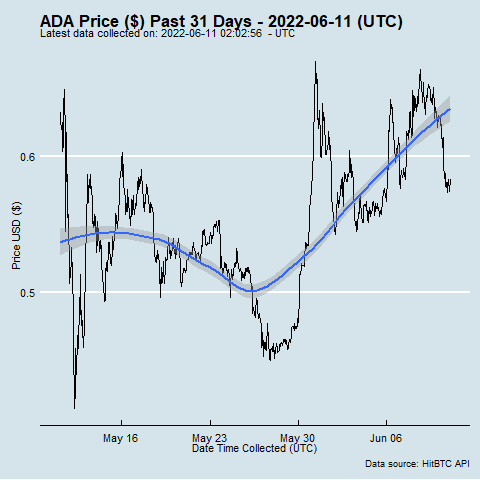 ADA Price ($) Past 31 Days - 2022-06-11 (UTC)
Latest data collected on: 2022-06-11 02:02:56 - UTC
Price USD ($)
0.6
0.5
May 16 May 23 May 30 Jun 06
Date Time Collected (UTC)
Data source: HitBTC API